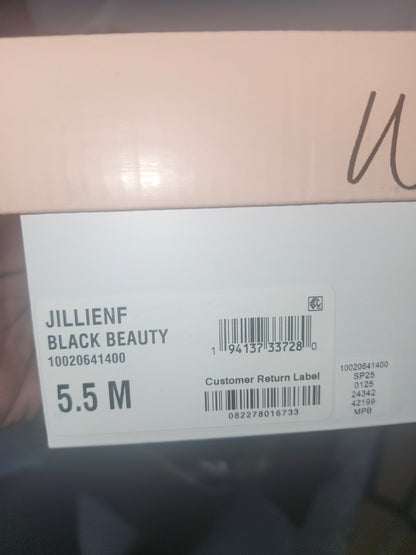 JILLIENF
BLACK BEAUTY
10020641400
5.5 M
1 94137 33728 0
Customer Return Label
082278016733
10020641400
SP25
0125
24342
42199
MPB